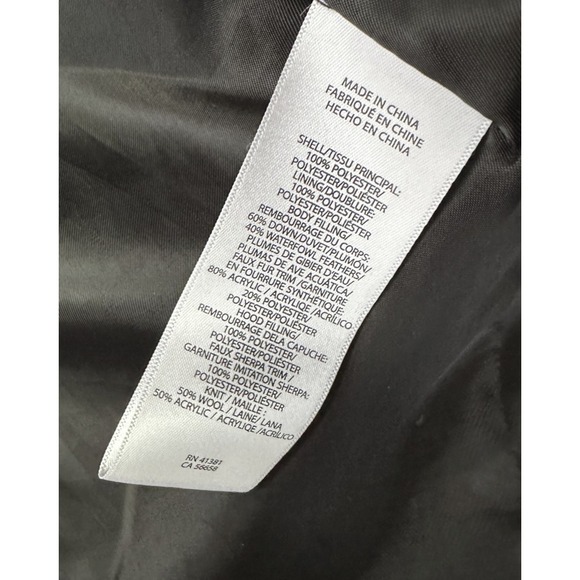 MADE IN CHINA
FABRIQUÉ EN CHINE
HECHO EN CHINA
SHELL/TISSU PRINCIPAL:
100% POLYESTER/
POLYESTER/POLIÉSTER
LINING/DOUBLURE:
100% POLYESTER/
POLYESTER/POLIÉSTER
BODY FILLING/
REMBOURRAGE DU CORPS:
60% DOWN/DUVET/PLUMÓN/
40% WATERFOWL FEATHERS/
PLUMES DE GIBIER D'EAU/
PLUMAS DE AVE ACUÁTICA/
FAUX FUR TRIM /GARNITURE
EN FOURRURE SYNTHÉTIQUE:
80% ACRYLIC / ACRYLIQE /ACRÍLICO
20% POLYESTER/
POLYESTER/POLIÉSTER
HOOD FILLING/
REMBOURRAGE DELA CAPUCHE:
100% POLYESTER/
POLYESTER/POLIÉSTER
FAUX SHERPA TRIM /
GARNITURE IMITATION SHERPA:
100% POLYESTER/
POLYESTER/POLIÉSTER
KNIT / MAILLE :
50% WOOL / LAINE/ LANA
50% ACRYLIC / ACRYLIQE /ACRÍLICO
RN 41381
CA 56658